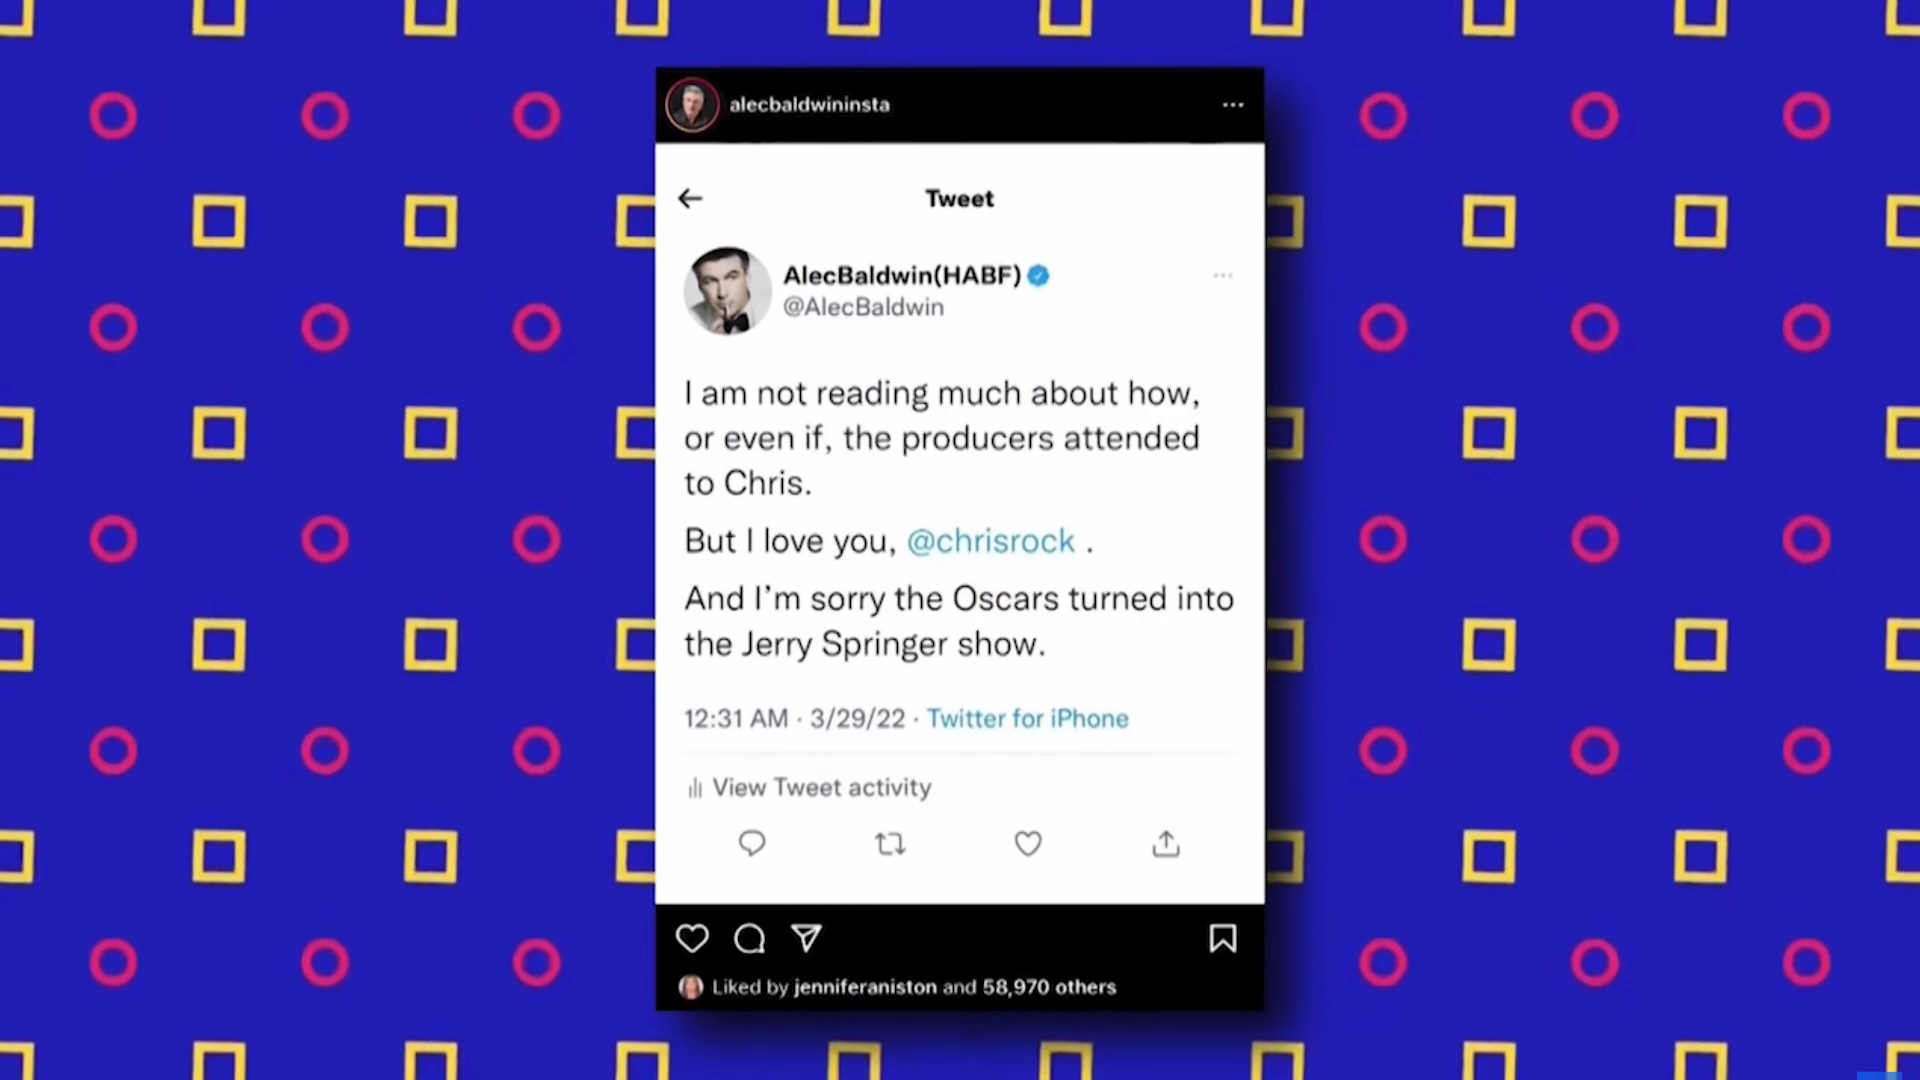 alecbaldwininsta
Tweet
AlecBaldwin(HABF)
@AlecBaldwin
I am not reading much about how,
or even if, the producers attended
to Chris.
But I love you, @chrisrock .
And I'm sorry the Oscars turned into
the Jerry Springer show.
12:31 AM · 3/29/22 · Twitter for iPhone
View Tweet activity
Liked by jenniferaniston and 58,970 others